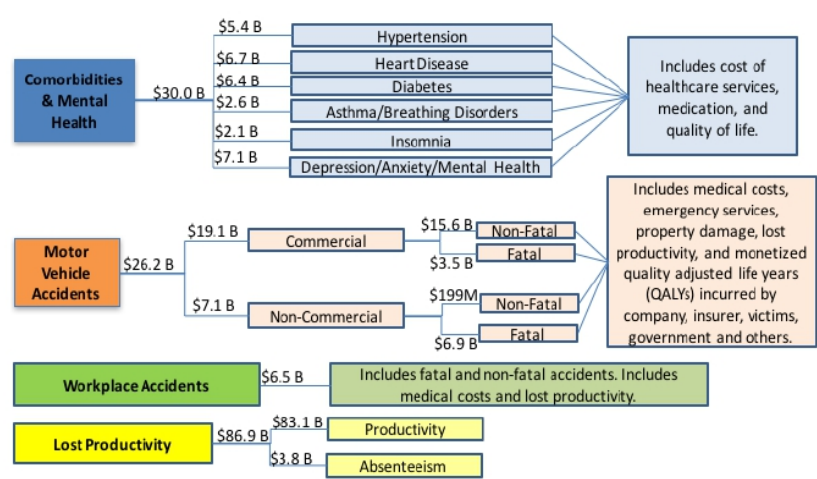 Comorbidities
& Mental
Health
$30.0 B
$5.4 B
Hypertension
$6.7 B
Heart Disease
$6.4 B
Diabetes
$2.6 B
Asthma/Breathing Disorders
$2.1 B
Insomnia
$7.1 B
Depression/Anxiety/Mental Health
Includes cost of
healthcare services,
medication, and
quality of life.
Motor
Vehicle
Accidents
$26.2 B
$19.1 B
Commercial
$15.6 B
Non-Fatal
$3.5 B
Fatal
$7.1 B
Non-Commercial
$199M
Non-Fatal
$6.9 B
Fatal
Includes medical costs,
emergency services,
property damage, lost
productivity, and monetized
quality adjusted life years
(QALYs) incurred by
company, insurer, victims,
government and others.
Workplace Accidents
$6.5 B
Includes fatal and non-fatal accidents. Includes
medical costs and lost productivity.
Lost Productivity
$86.9 B
$83.1 B
Productivity
$3.8 B
Absenteeism